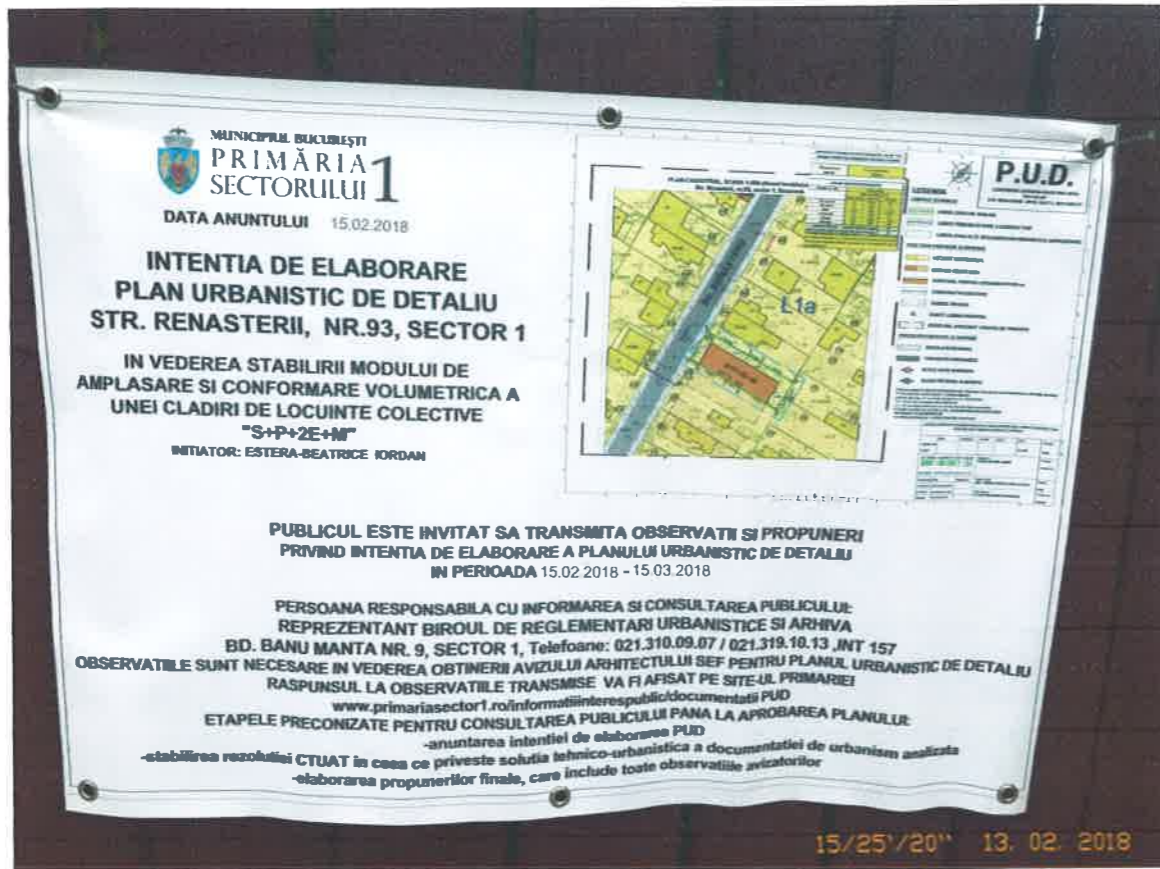 MUNICIPIUL BUCUREŞTI
PRIMĂRIA
SECTORULUI 1
DATA ANUNTULUI 15.02.2018
INTENTIA DE ELABORARE
PLAN URBANISTIC DE DETALIU
STR. RENASTERII, NR.93, SECTOR 1
IN VEDEREA STABILIRII MODULUI DE
AMPLASARE SI CONFORMARE VOLUMETRICA A
UNEI CLADIRI DE LOCUINTE COLECTIVE
"S+P+2E+M"
INITIATOR: ESTERA-BEATRICE IORDAN
P.U.D.
LEGENDA
L1a
PUBLICUL ESTE INVITAT SA TRANSMITA OBSERVATII SI PROPUNERI
PRIVIND INTENTIA DE ELABORARE A PLANULUI URBANISTIC DE DETALIU
IN PERIOADA 15.02.2018 - 15.03.2018
PERSOANA RESPONSABILA CU INFORMAREA SI CONSULTAREA PUBLICULUI:
REPREZENTANT BIROUL DE REGLEMENTARI URBANISTICE SI ARHIVA
BD. BANU MANTA NR. 9, SECTOR 1, Telefoane: 021.310.09.07 / 021.319.10.13 ,INT 157
OBSERVATIILE SUNT NECESARE IN VEDEREA OBTINERII AVIZULUI ARHITECTULUI SEF PENTRU PLANUL URBANISTIC DE DETALIU
RASPUNSUL LA OBSERVATIILE TRANSMISE VA FI AFISAT PE SITE-UL PRIMARIEI
www.primariasector1.ro/informatiiinterespublic/documentatii PUD
ETAPELE PRECONIZATE PENTRU CONSULTAREA PUBLICULUI PANA LA APROBAREA PLANULUI:
-anuntarea intentiei de elaborarea PUD
-stabilirea rezolutiei CTUAT in ceea ce priveste solutia tehnico-urbanistica a documentatiei de urbanism analizata
-elaborarea propunerilor finale, care include toate observatiile avizatorilor
15/25'/20" 13. 02. 2018